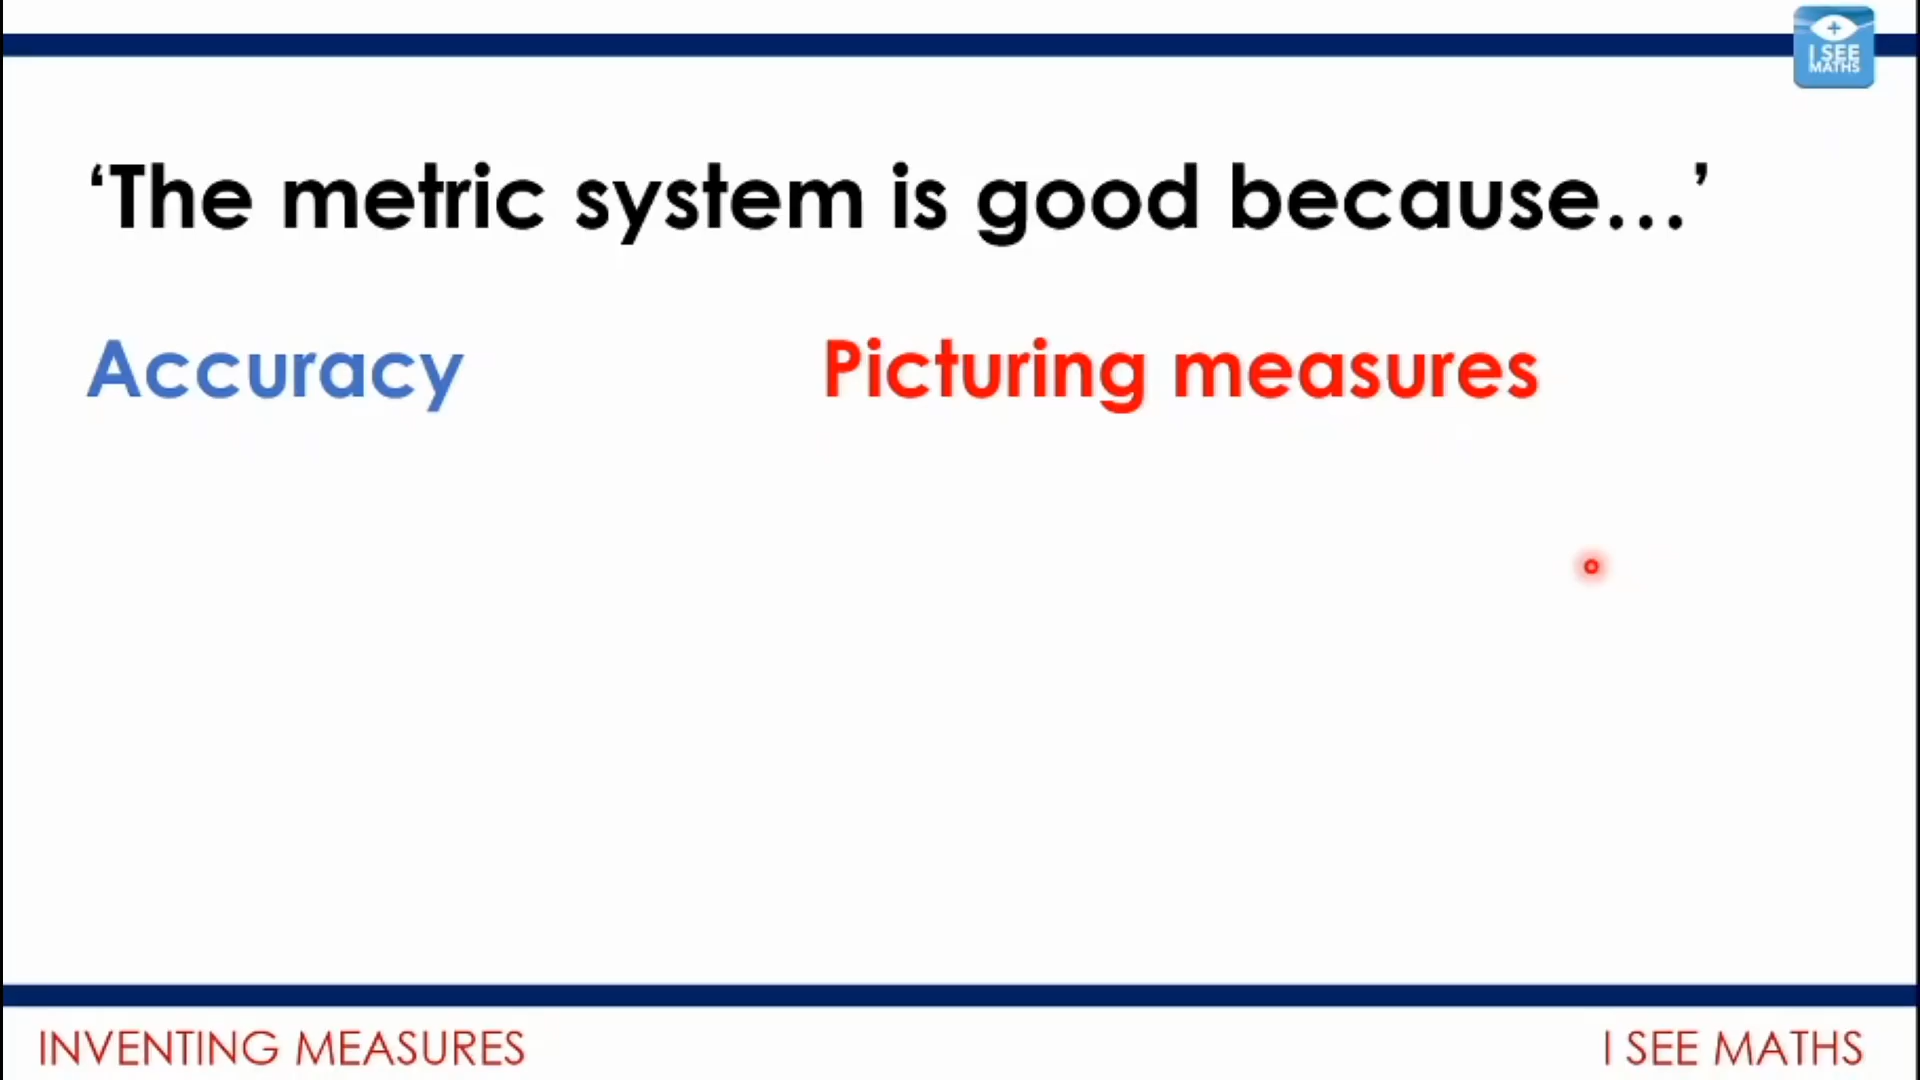 I SEE
MATHS
‘The metric system is good because...’
Accuracy
Picturing measures
INVENTING MEASURES
I SEE MATHS